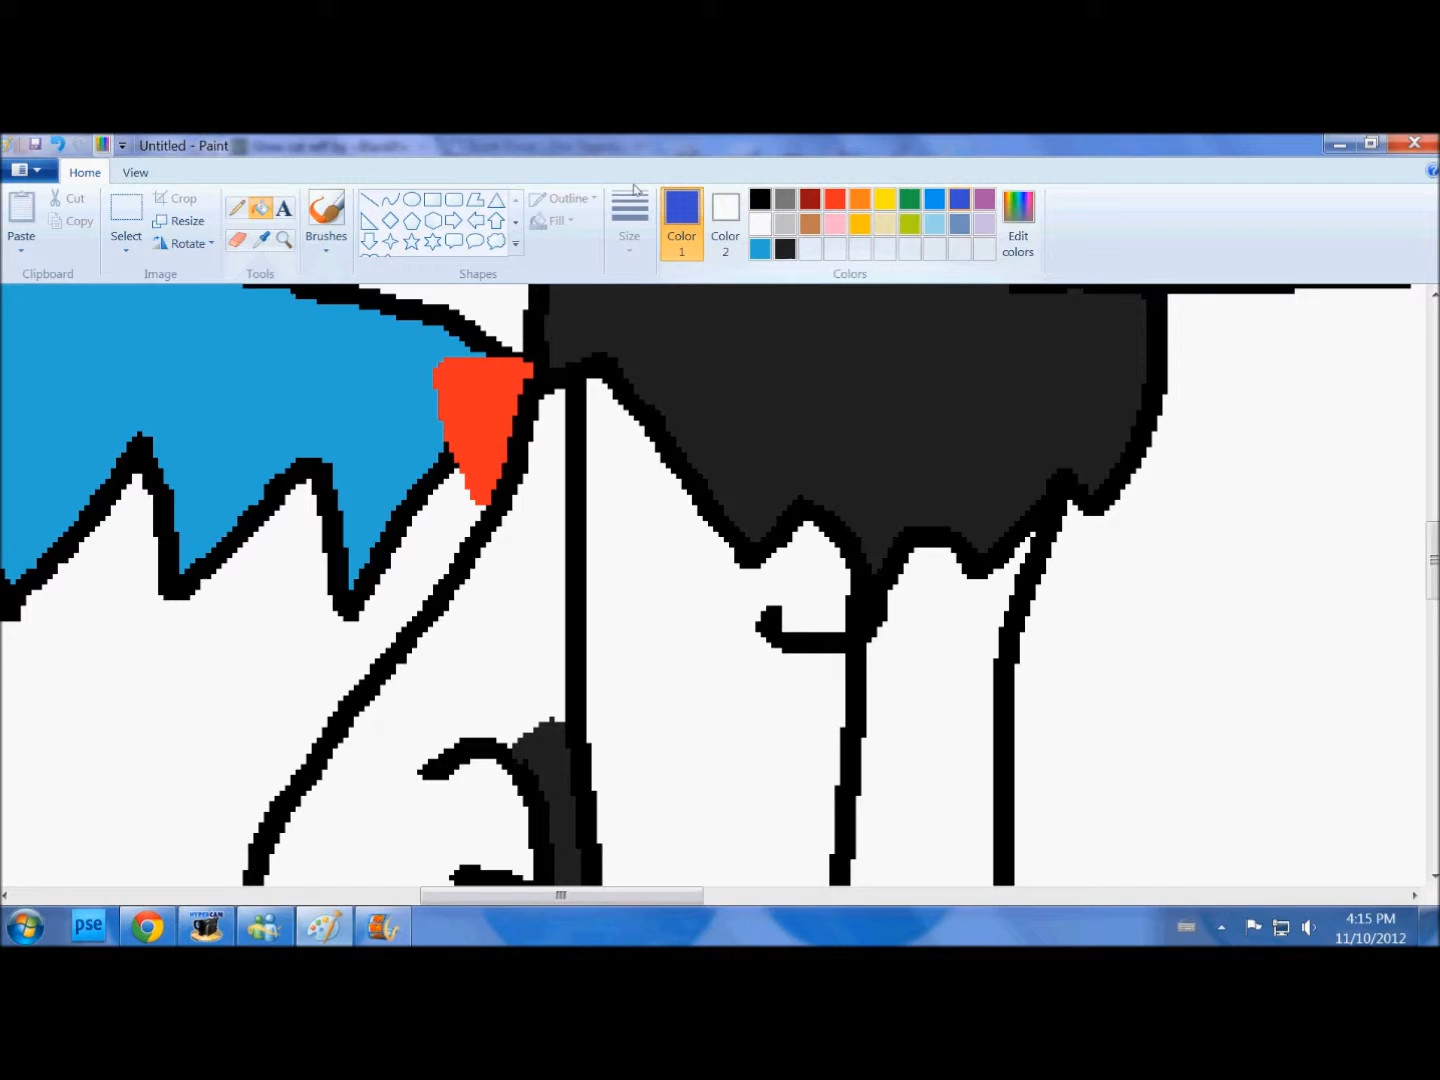 Untitled - Paint
Home View
Paste
Cut
Copy
Clipboard
Select
Crop
Resize
Rotate
Image
A
Tools
Brushes
Outline
Fill
Shapes
Size
Color 1
Color 2
Edit colors
Colors
pse
HYPERCAM
4:15 PM
11/10/2012